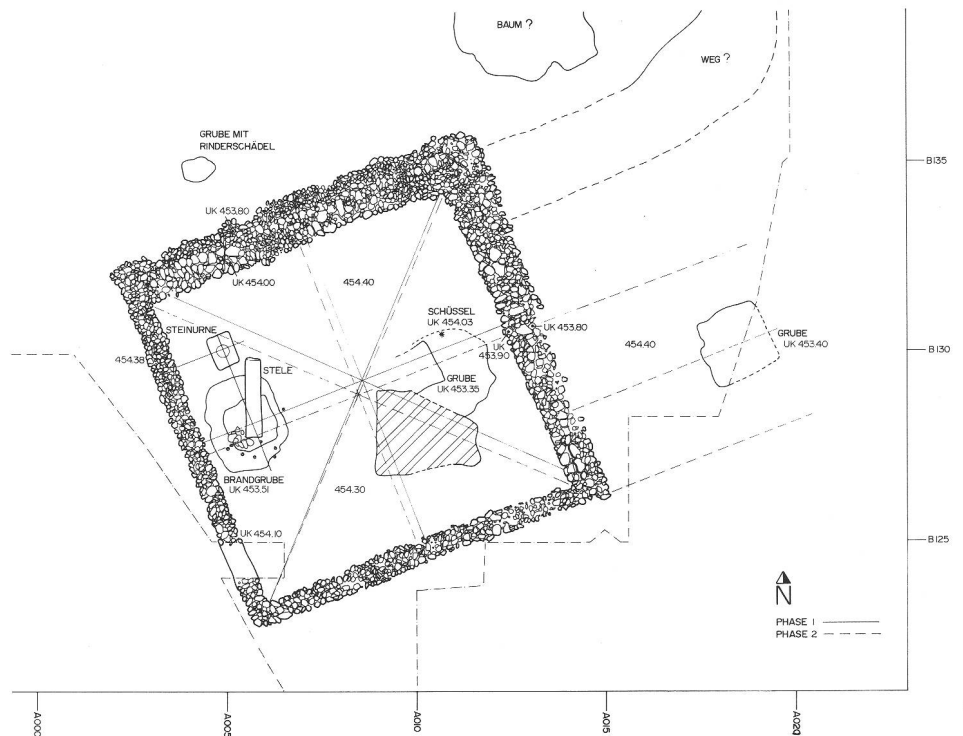 BAUM ?
WEG ?
GRUBE MIT
RINDERSCHÄDEL
B135
UK 453.80
UK 454.00
454.40
SCHÜSSEL
UK 454.03
UK 453.80
STEINURNE
UK
453.90
454.40
GRUBE
UK 453.40
B130
454.38
STELE
GRUBE
UK 453.35
BRANDGRUBE
UK 453.51
454.30
UK 454.10
B125
N
PHASE 1
PHASE 2
A000
A005
A010
A015
A020